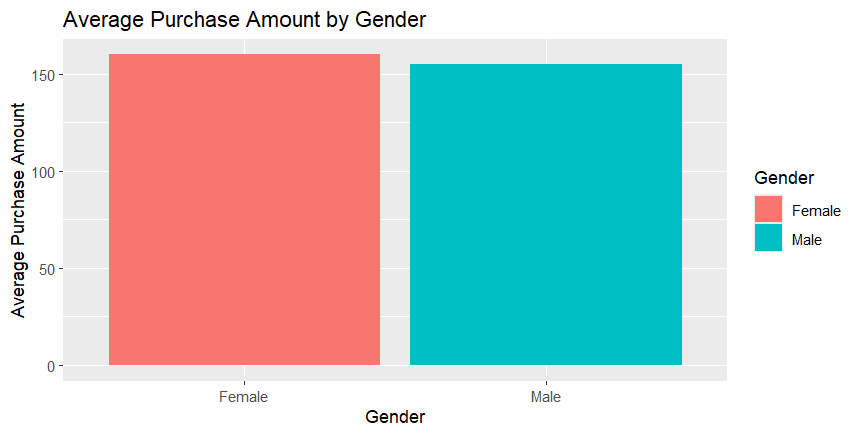 Average Purchase Amount by Gender
Average Purchase Amount
150
100
50
0
Female
Male
Gender
Gender
Female
Male